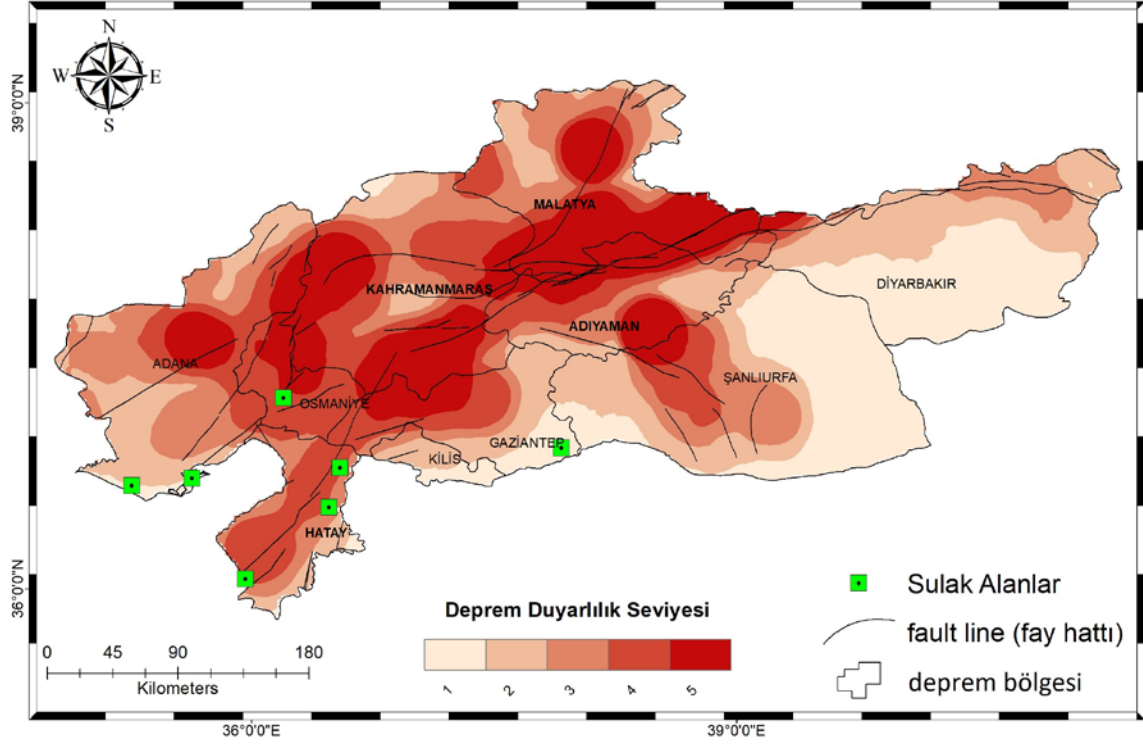 N
W E
S
39°0'0"N
36°0'0"N
MALATYA
DİYARBAKIR
KAHRAMANMARAŞ
ADIYAMAN
ADANA
ŞANLIURFA
OSMANİYE
GAZİANTEP
KİLİS
HATAY
Deprem Duyarlılık Seviyesi
1 2 3 4 5
Sulak Alanlar
fault line (fay hattı)
deprem bölgesi
0 45 90 180
Kilometers
36°0'0"E
39°0'0"E